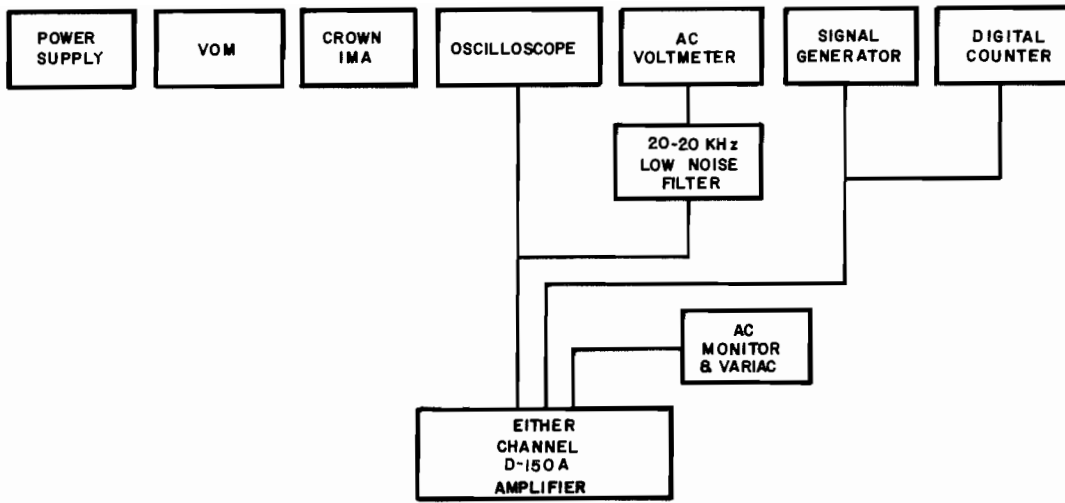 POWER
SUPPLY
VOM
CROWN
IMA
OSCILLOSCOPE
AC
VOLTMETER
SIGNAL
GENERATOR
DIGITAL
COUNTER
20-20 KHz
LOW NOISE
FILTER
AC
MONITOR
& VARIAC
EITHER
CHANNEL
D-150A
AMPLIFIER